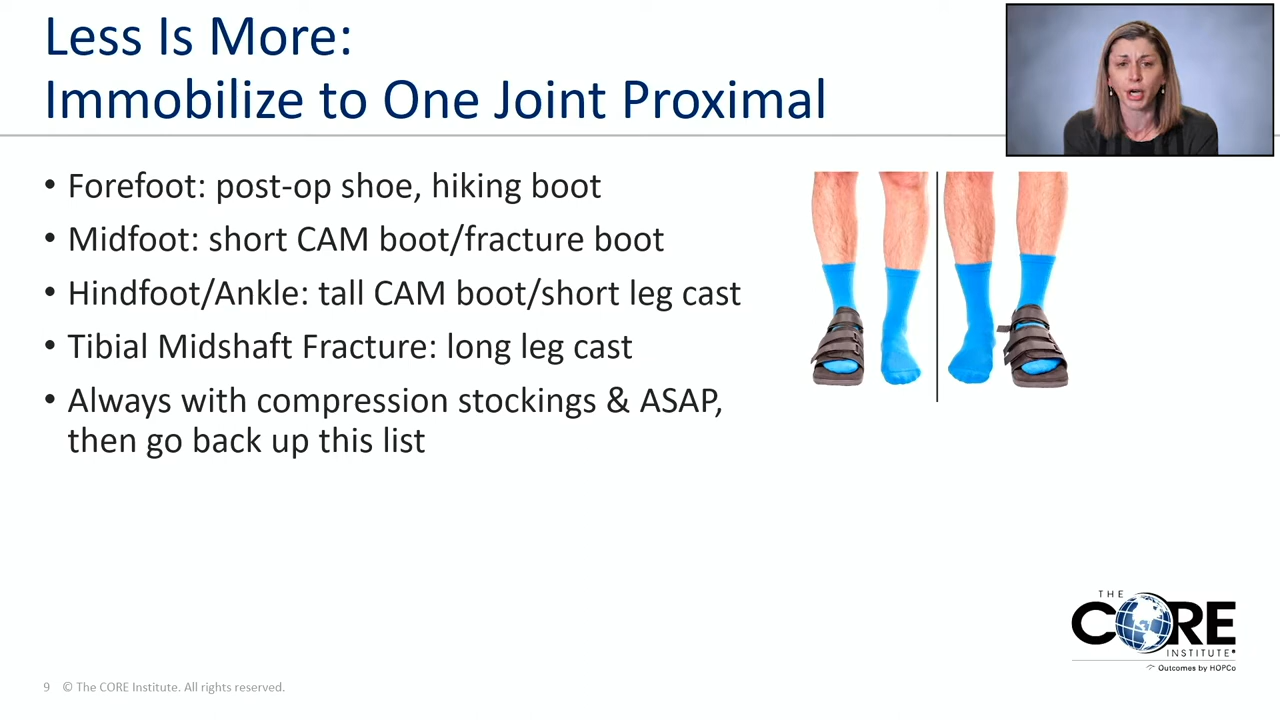 Less Is More:
Immobilize to One Joint Proximal
• Forefoot: post-op shoe, hiking boot
• Midfoot: short CAM boot/fracture boot
• Hindfoot/Ankle: tall CAM boot/short leg cast
• Tibial Midshaft Fracture: long leg cast
• Always with compression stockings & ASAP,
then go back up this list
THE
CORE
INSTITUTE
Outcomes by HOPCo
9 © The CORE Institute. All rights reserved.